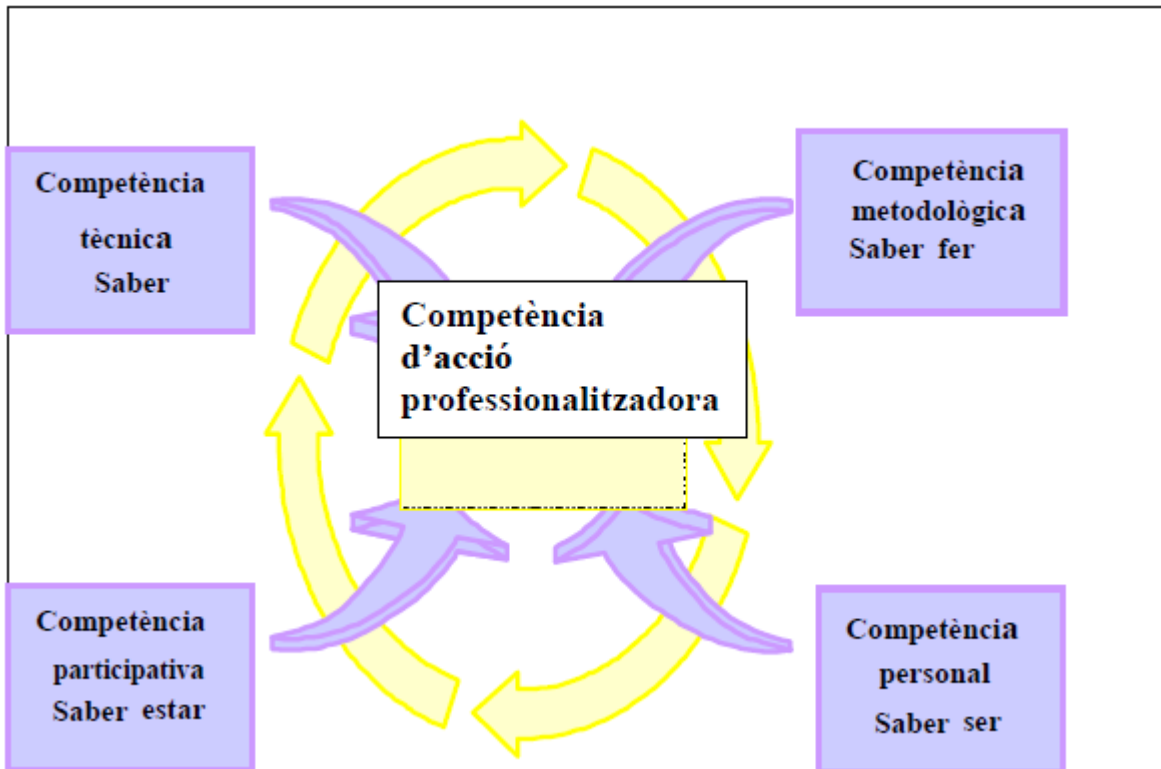 Competència
tècnica
Saber
Competència
metodològica
Saber fer
Competència
d’acció
professionalitzadora
Competència
participativa
Saber estar
Competència
personal
Saber ser